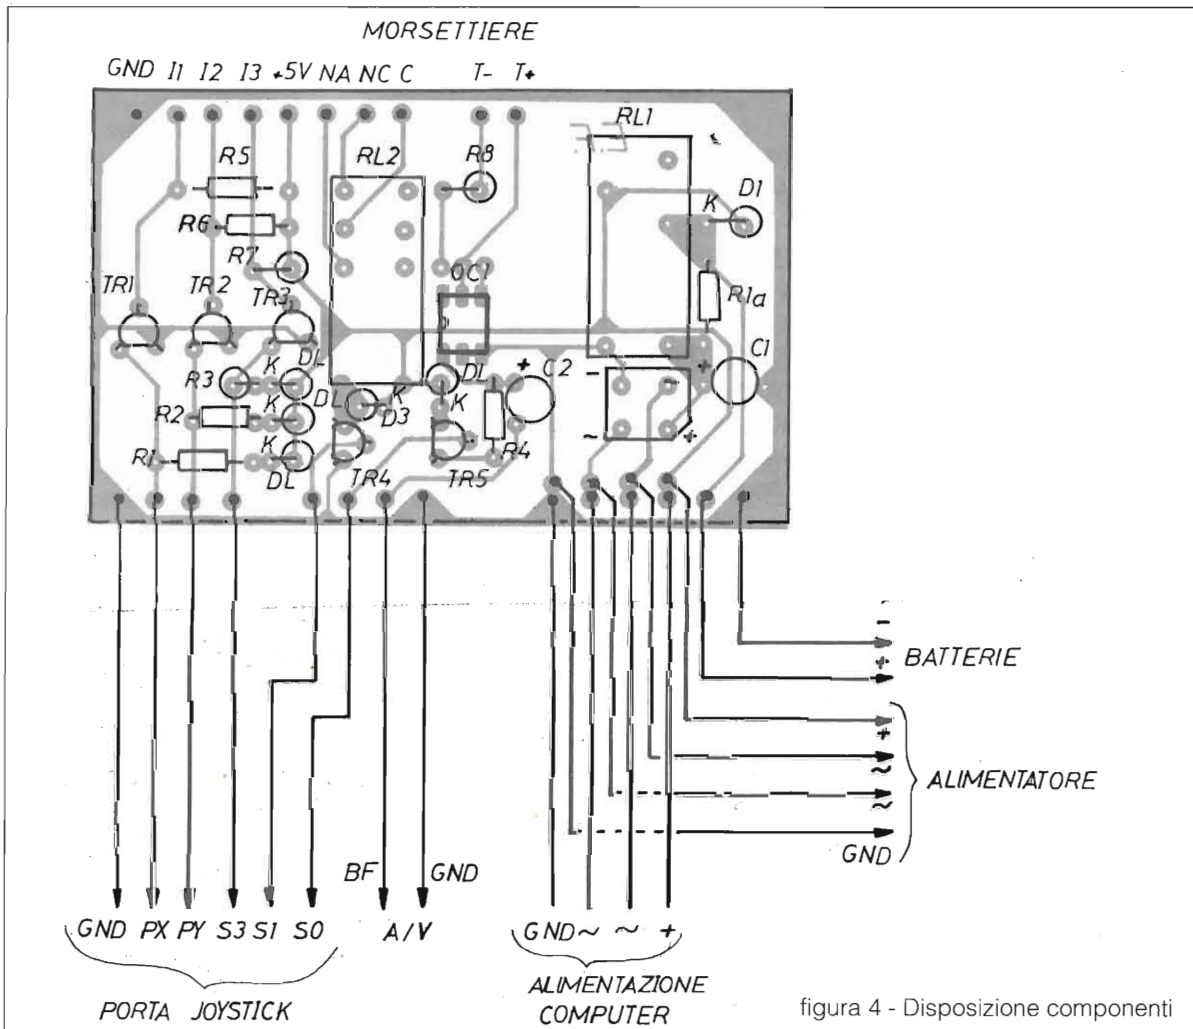 MORSETTIERE
GND I1 I2 I3 +5V NA NC C T- T+
RL1
R5 RL2 R8
D1
K
R6
R7
OC1
TR1 TR2 TR3 R1a
DL C1
R3 K + C2 - +
DL DL
K K
R2 K D3
R1 R4 ~ +
DL TR4 TR5
-
+ BATTERIE
+
~ ALIMENTATORE
~
GND
BF GND
GND PX PY S3 S1 S0 A/V GND ~ ~ +
PORTA JOYSTICK
ALIMENTAZIONE
COMPUTER
figura 4 - Disposizione componenti